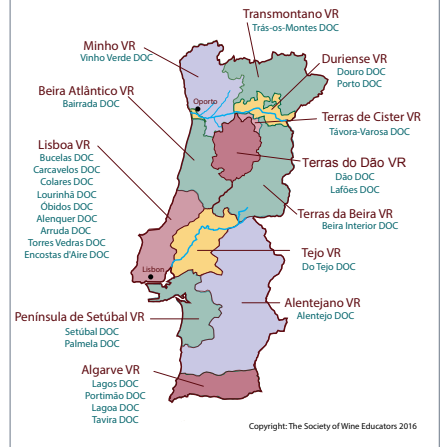 Transmontano VR
Trás-os-Montes DOC
Minho VR
Vinho Verde DOC
Duriense VR
Douro DOC
Porto DOC
Beira Atlântico VR
Bairrada DOC
Oporto
Terras de Cister VR
Távora-Varosa DOC
Lisboa VR
Bucelas DOC
Carcavelos DOC
Colares DOC
Lourinhã DOC
Óbidos DOC
Alenquer DOC
Arruda DOC
Torres Vedras DOC
Encostas d'Aire DOC
Terras do Dão VR
Dão DOC
Lafões DOC
Terras da Beira VR
Beira Interior DOC
Lisbon
Tejo VR
Do Tejo DOC
Península de Setúbal VR
Setúbal DOC
Palmela DOC
Alentejano VR
Alentejo DOC
Algarve VR
Lagos DOC
Portimão DOC
Lagoa DOC
Tavira DOC
Copyright: The Society of Wine Educators 2016